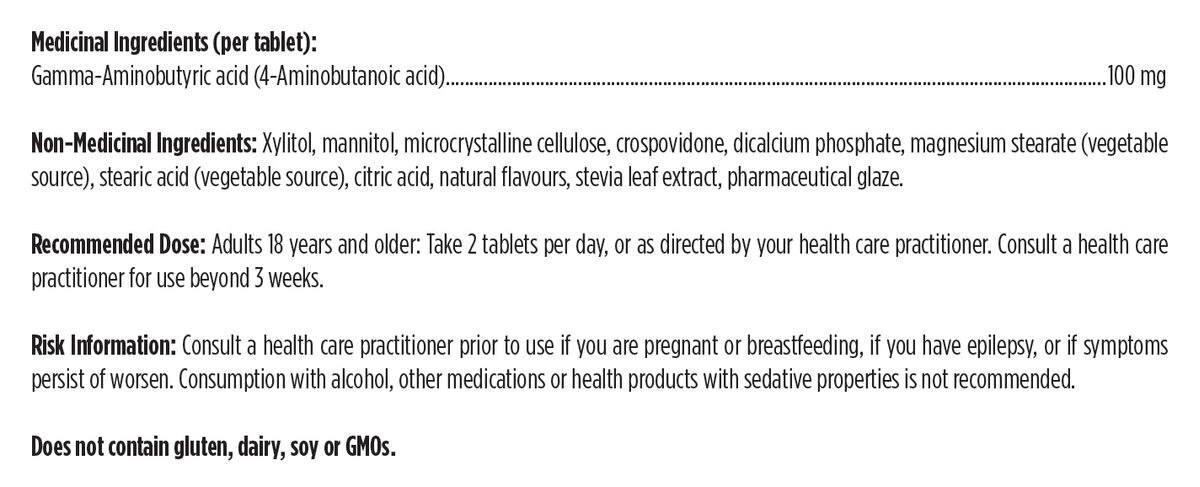 Medicinal Ingredients (per tablet):
Gamma-Aminobutyric acid (4-Aminobutanoic acid)........................................................................................................................................100 mg
Non-Medicinal Ingredients: Xylitol, mannitol, microcrystalline cellulose, crospovidone, dicalcium phosphate, magnesium stearate (vegetable
source), stearic acid (vegetable source), citric acid, natural flavours, stevia leaf extract, pharmaceutical glaze.
Recommended Dose: Adults 18 years and older: Take 2 tablets per day, or as directed by your health care practitioner. Consult a health care
practitioner for use beyond 3 weeks.
Risk Information: Consult a health care practitioner prior to use if you are pregnant or breastfeeding, if you have epilepsy, or if symptoms
persist of worsen. Consumption with alcohol, other medications or health products with sedative properties is not recommended.
Does not contain gluten, dairy, soy or GMOs.